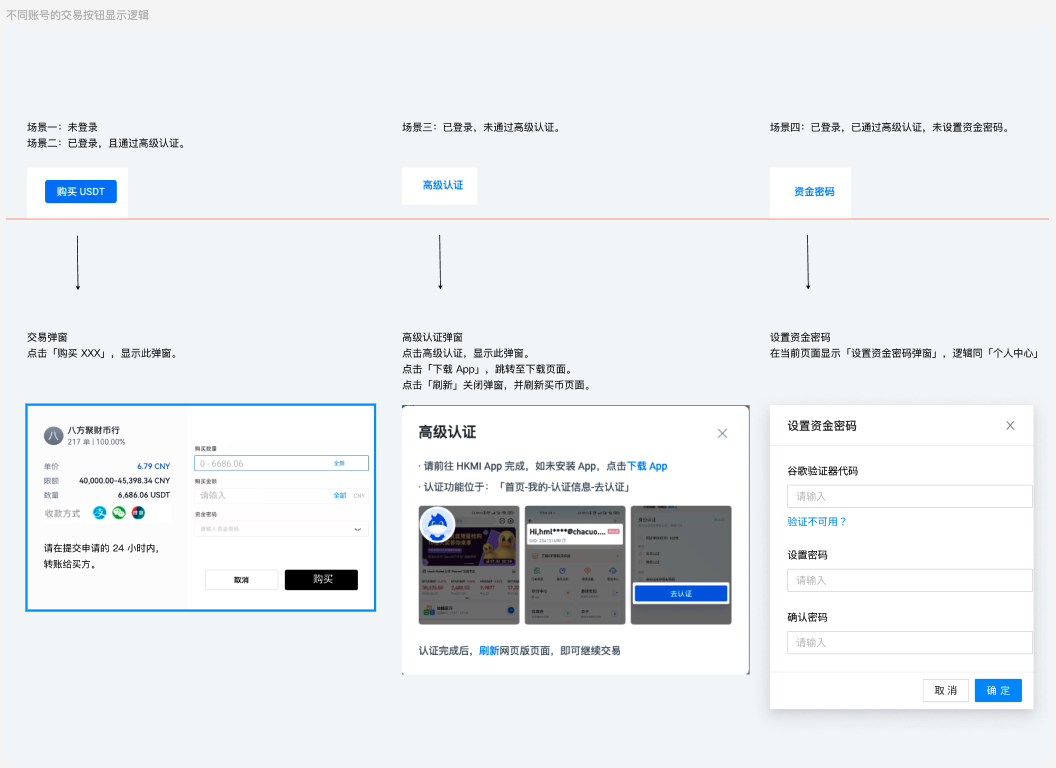 不同账号的交易按钮显示逻辑
场景一：未登录
场景二：已登录，且通过高级认证。
购买 USDT
场景三：已登录，未通过高级认证。
高级认证
场景四：已登录，已通过高级认证，未设置资金密码。
资金密码
交易弹窗
点击「购买 XXX」，显示此弹窗。
八
八方聚财币行
217 单 | 100.00%
单价 6.79 CNY
限额 40,000.00-45,398.34 CNY
数量 6,686.06 USDT
收款方式
请在提交申请的 24 小时内，
转账给买方。
购买数量
0 - 6686.06 全部
购买金额
请输入 全部 CNY
资金密码
请输入资金密码
取消 购买
高级认证弹窗
点击高级认证，显示此弹窗。
点击「下载 App」，跳转至下载页面。
点击「刷新」关闭弹窗，并刷新买币页面。
高级认证
· 请前往 HKMI App 完成，如未安装 App，点击下载 App
· 认证功能位于：「首页-我的-认证信息-去认证」
Hi,hmi****@chacuo....
去认证
认证完成后，刷新网页版页面，即可继续交易
设置资金密码
在当前页面显示「设置资金密码弹窗」，逻辑同「个人中心」
设置资金密码
谷歌验证器代码
请输入
验证不可用？
设置密码
请输入
确认密码
请输入
取 消 确 定